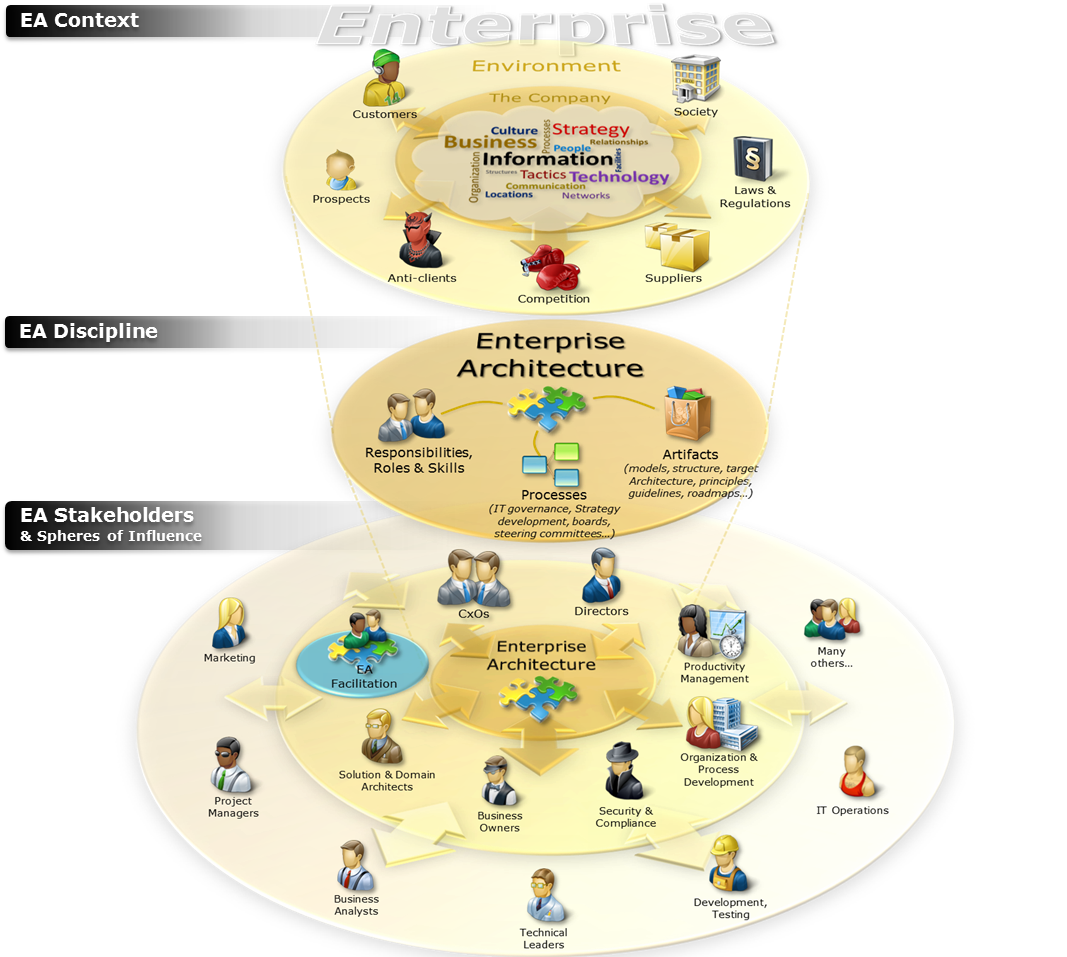 EA Context
Enterprise
Environment
The Company
Customers
Society
Culture
Processes
Strategy
Business
Relationships
People
Facilities
Information
Organization
Structures
Tactics
Technology
Communication
Locations
Networks
Prospects
Laws &
Regulations
Anti-clients
Competition
Suppliers
§
EA Discipline
Enterprise
Architecture
Responsibilities,
Roles & Skills
Processes
(IT governance, Strategy
development, boards,
steering committees...)
Artifacts
(models, structure, target
Architecture, principles,
guidelines, roadmaps...)
EA Stakeholders
& Spheres of Influence
CxOs
Directors
Marketing
EA
Facilitation
Enterprise
Architecture
Productivity
Management
Many
others...
Solution & Domain
Architects
Business
Owners
Security &
Compliance
Organization &
Process
Development
Project
Managers
IT Operations
Business
Analysts
Technical
Leaders
Development,
Testing